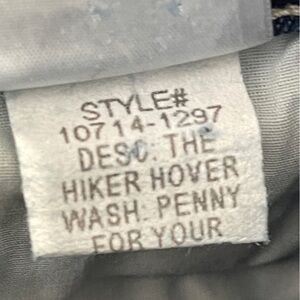 STYLE#
10714-1297
DESC: THE
HIKER HOVER
WASH: PENNY
FOR YOUR